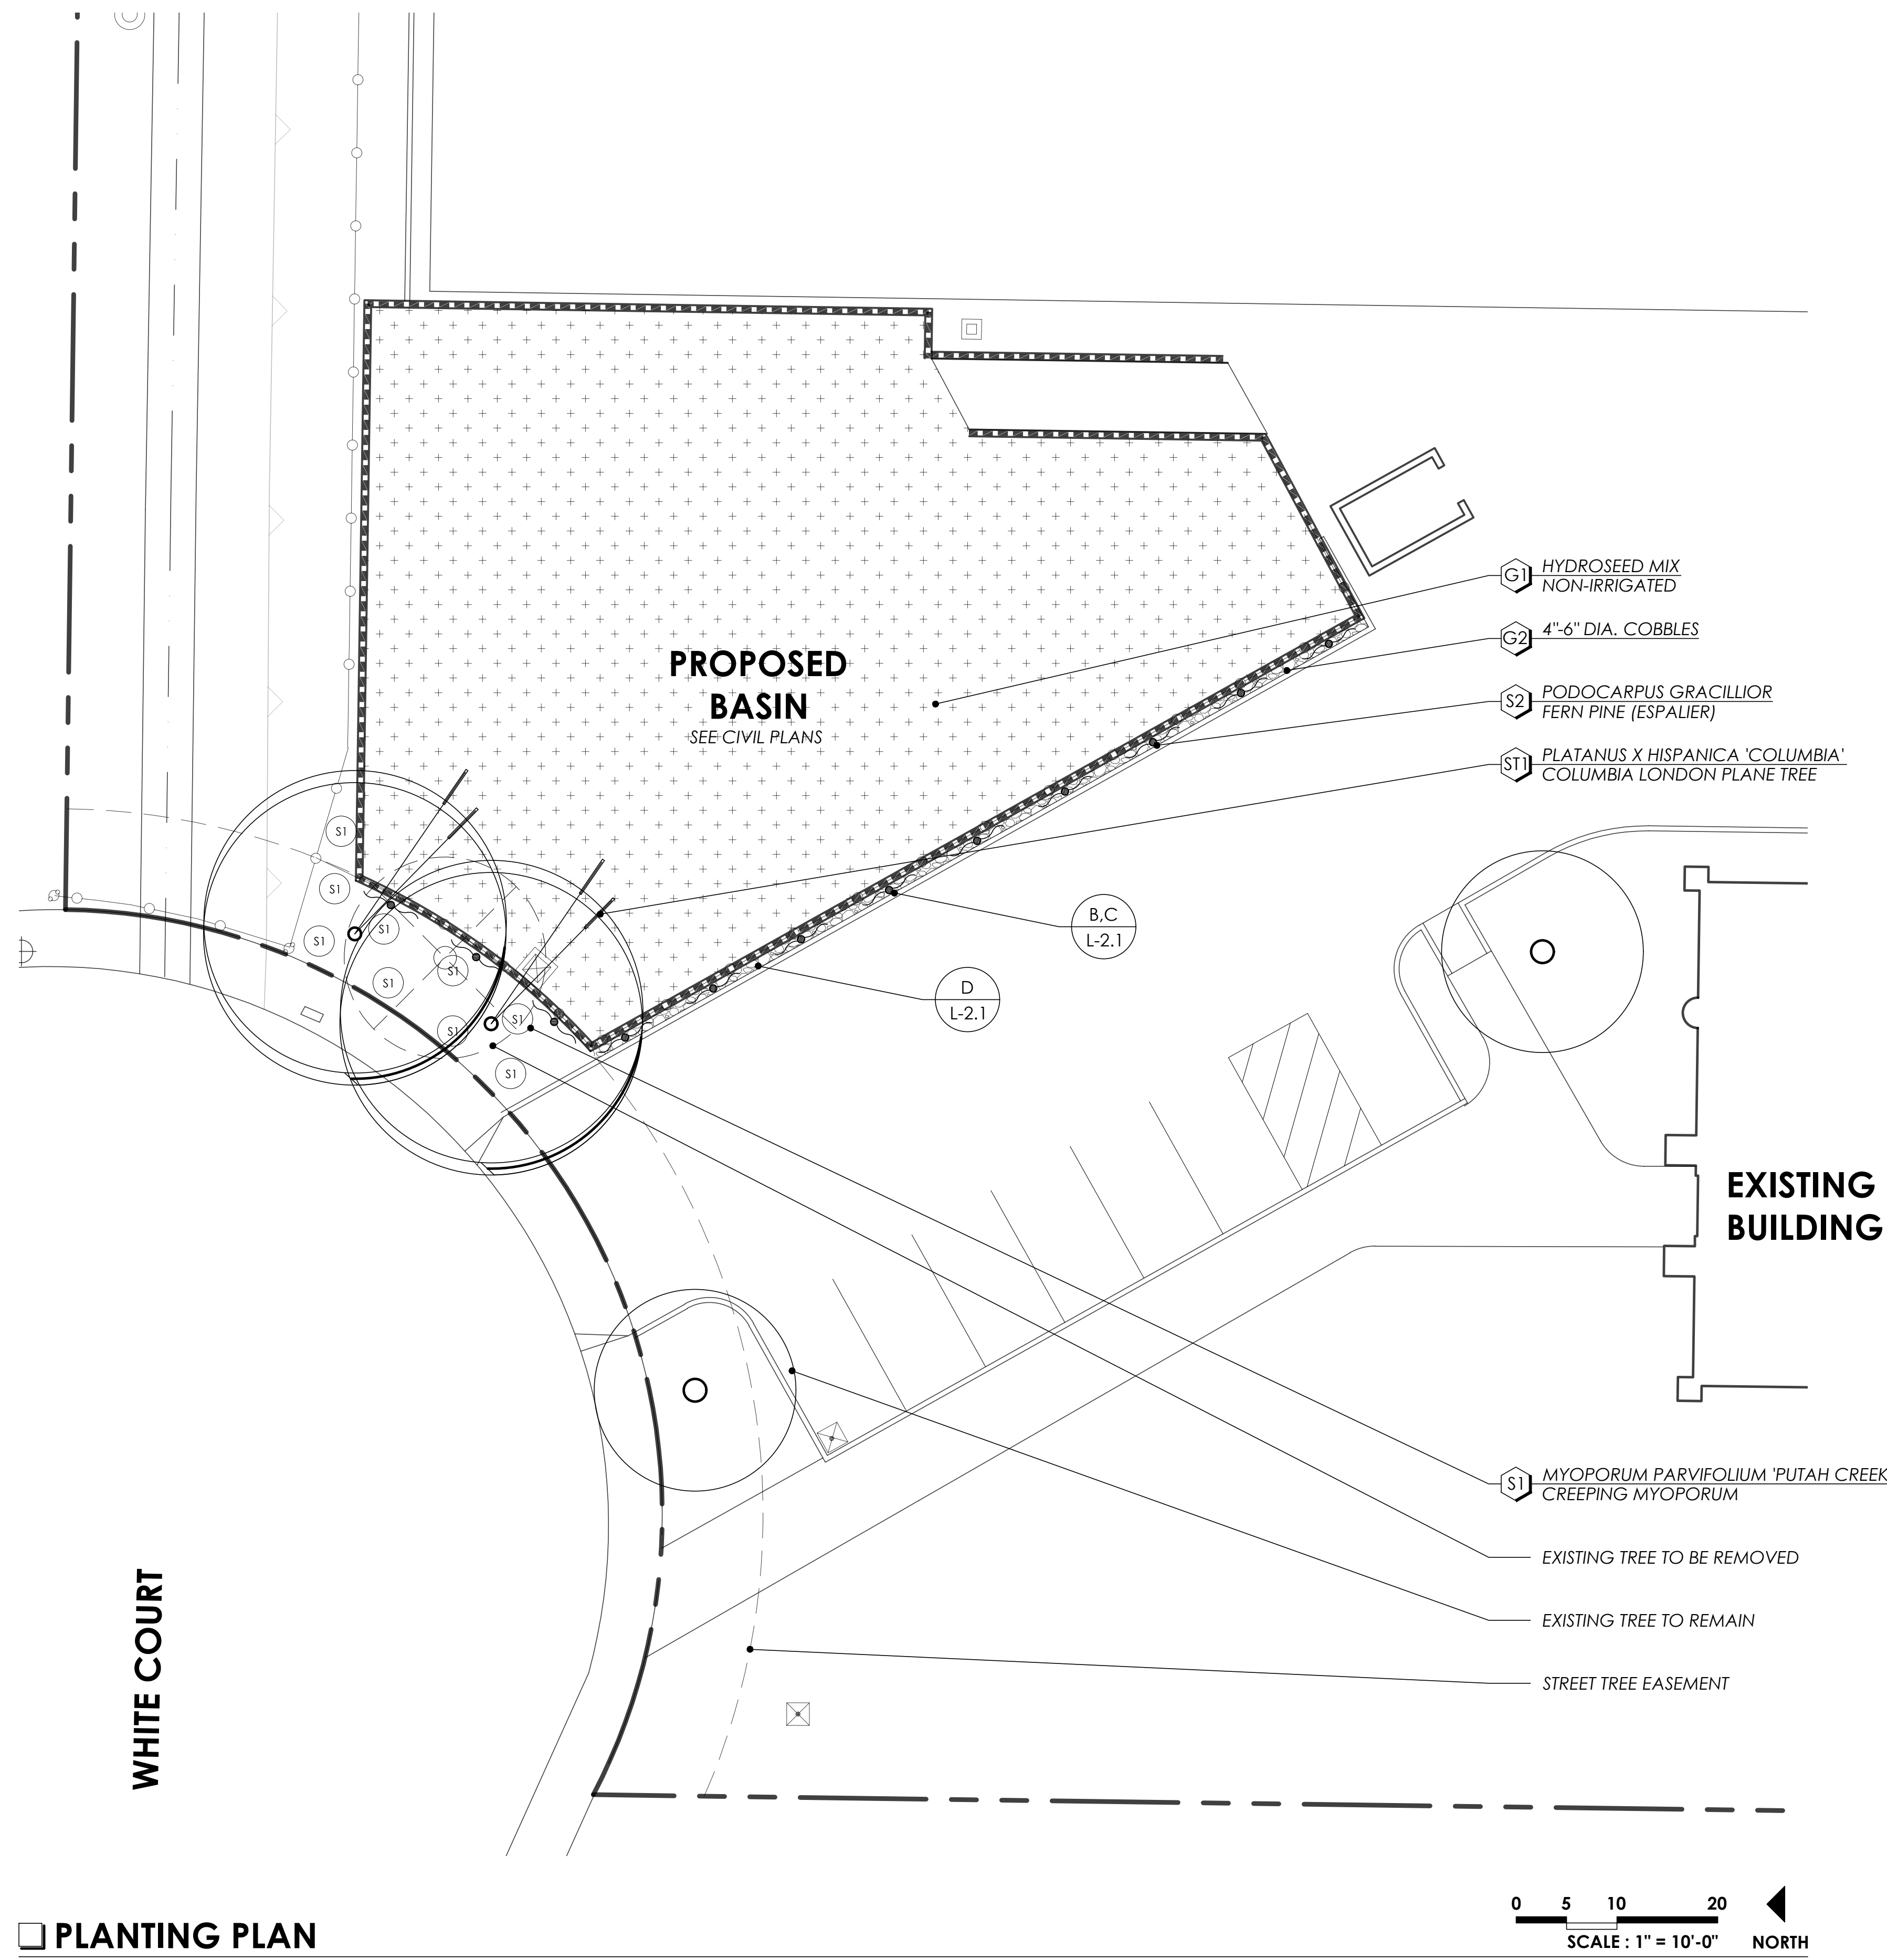 G1 HYDROSEED MIX
NON-IRRIGATED
G2 4"-6" DIA. COBBLES
PROPOSED
BASIN
SEE CIVIL PLANS
S2 PODOCARPUS GRACILLIOR
FERN PINE (ESPALIER)
ST1 PLATANUS X HISPANICA 'COLUMBIA'
COLUMBIA LONDON PLANE TREE
S1
S1
S1
S1
S1
S1
S1
S1
S1
B,C
L-2.1
D
L-2.1
EXISTING
BUILDING
S1 MYOPORUM PARVIFOLIUM 'PUTAH CREEK
CREEPING MYOPORUM
EXISTING TREE TO BE REMOVED
EXISTING TREE TO REMAIN
STREET TREE EASEMENT
WHITE COURT
PLANTING PLAN
0 5 10 20
SCALE : 1" = 10'-0"
NORTH